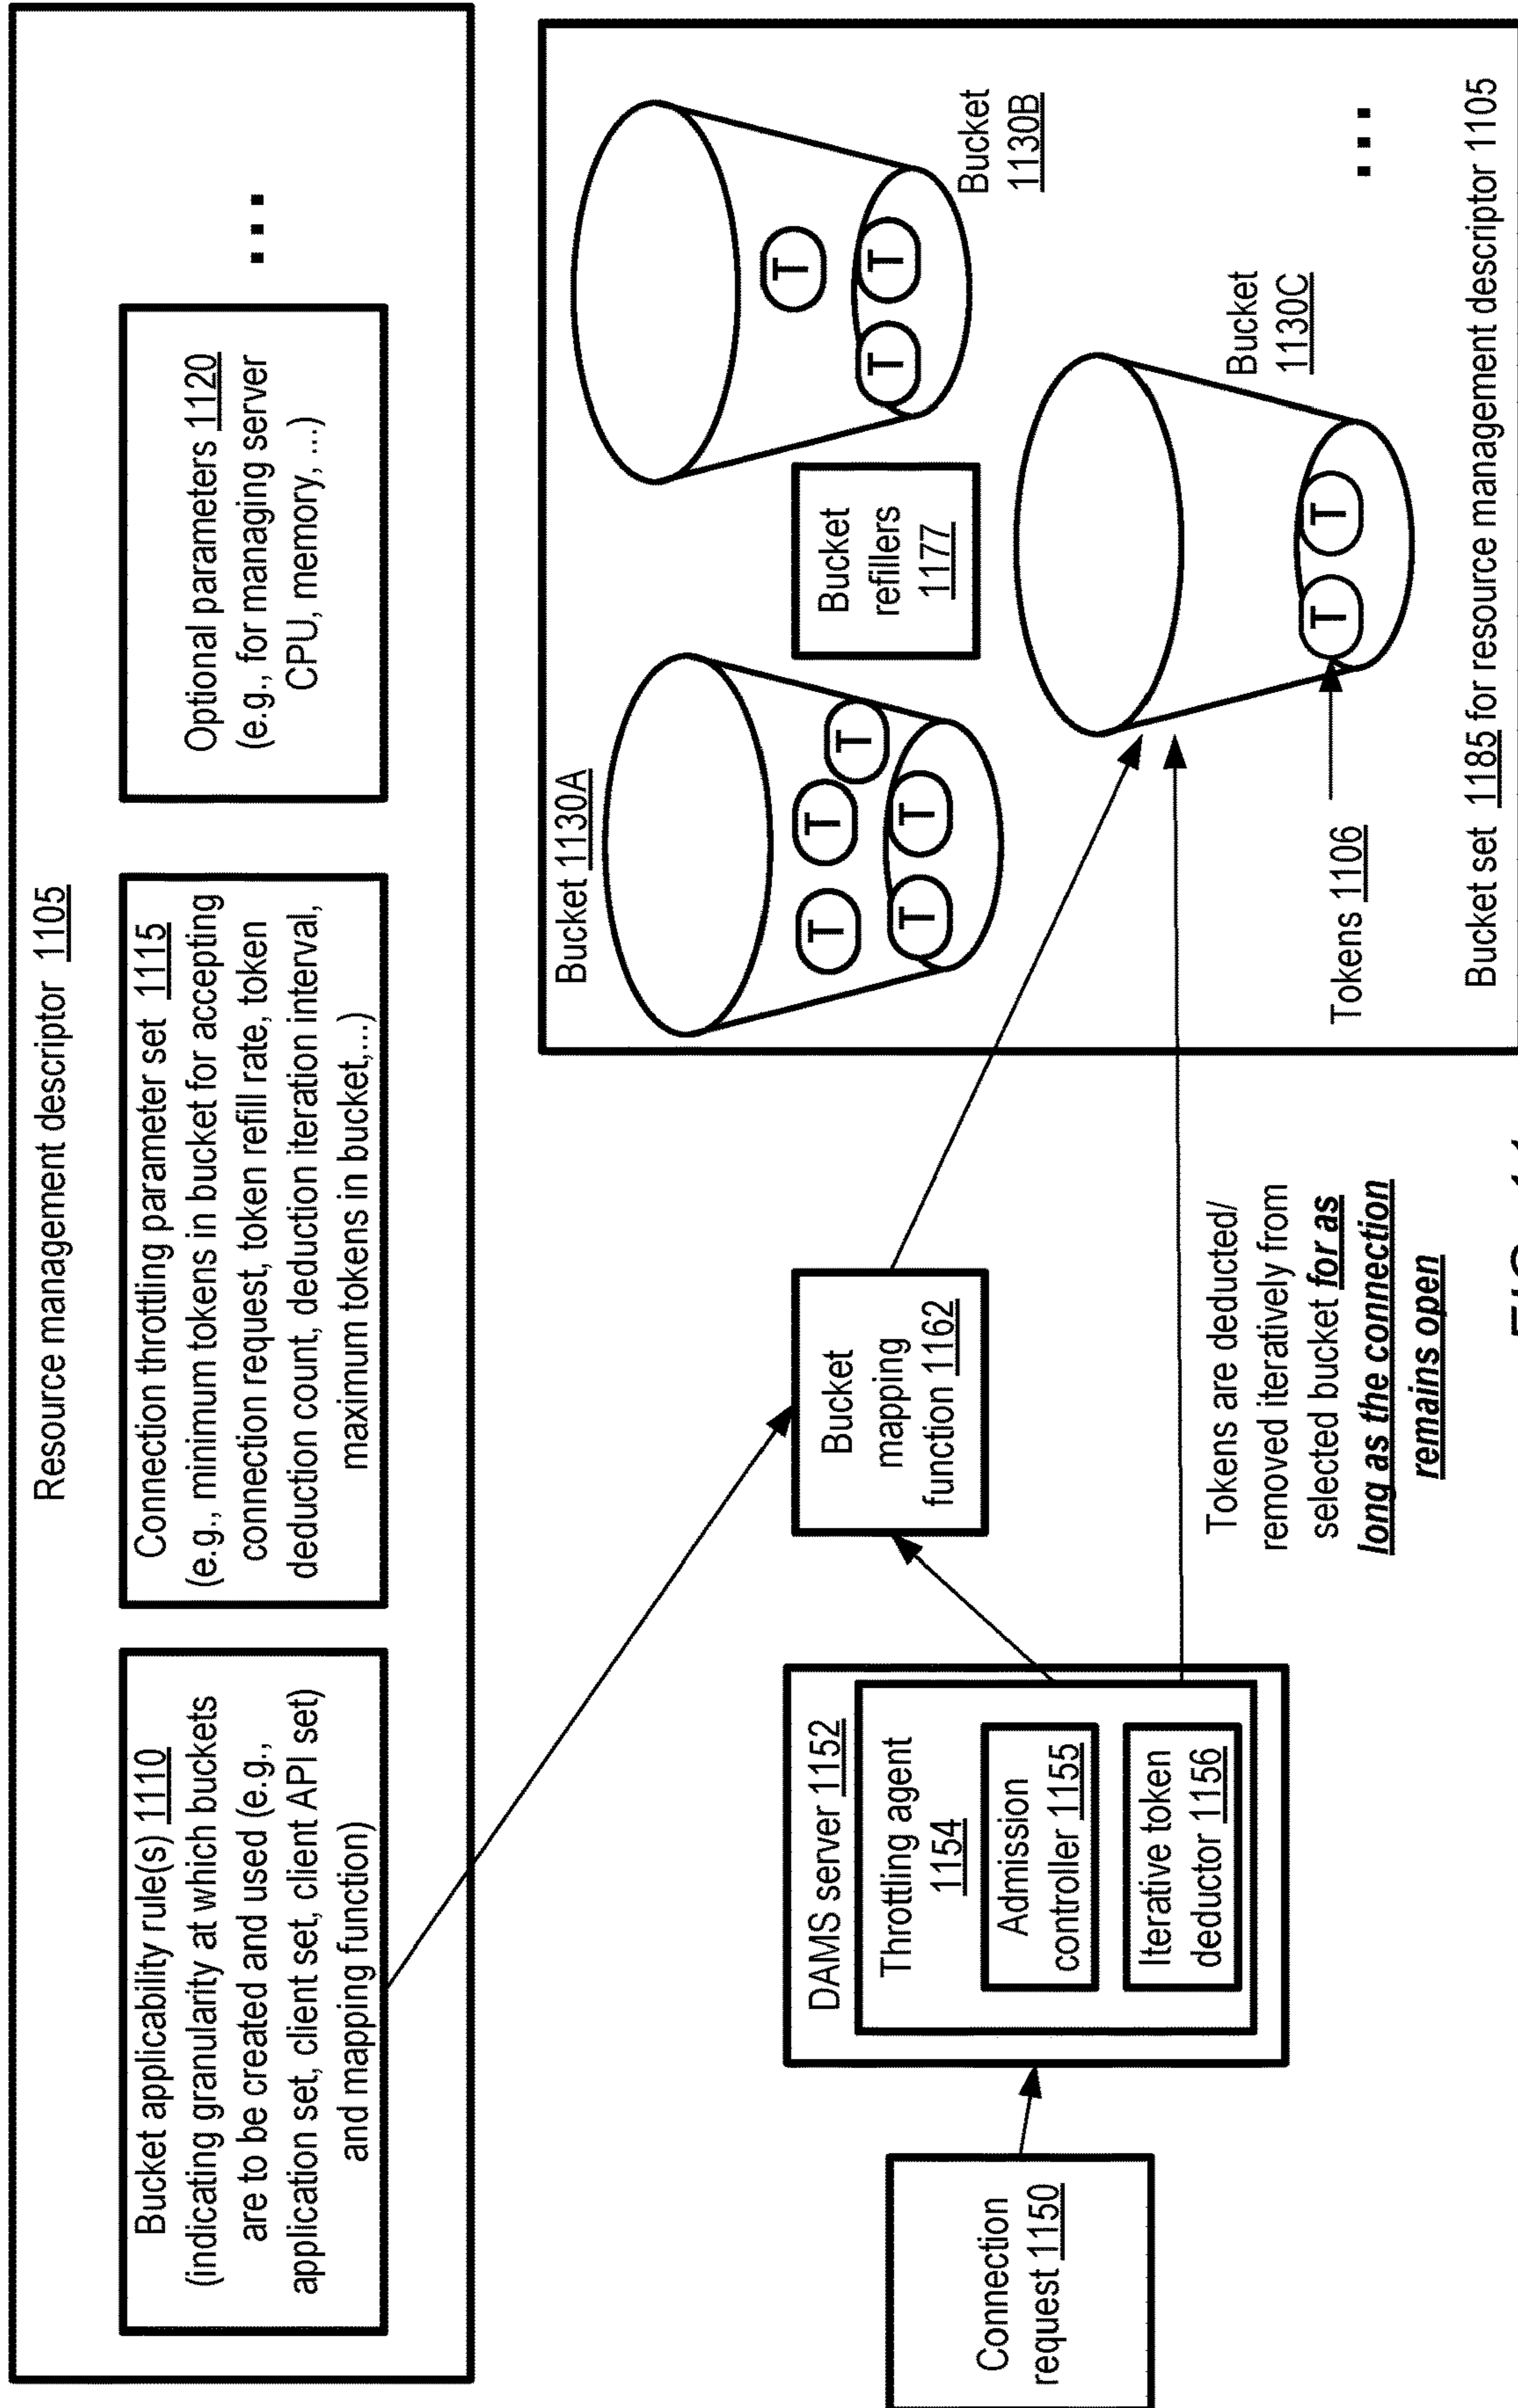 Resource management descriptor 1105
Bucket applicability rule(s) 1110
(indicating granularity at which buckets
are to be created and used (e.g.,
application set, client set, client API set)
and mapping function)
Connection throttling parameter set 1115
(e.g., minimum tokens in bucket for accepting
connection request, token refill rate, token
deduction count, deduction iteration interval,
maximum tokens in bucket,...)
Optional parameters 1120
(e.g., for managing server
CPU, memory, ...)
...
Connection
request 1150
DAMS server 1152
Throttling agent
1154
Admission
controller 1155
Iterative token
deductor 1156
Bucket
mapping
function 1162
Tokens are deducted/
removed iteratively from
selected bucket for as
long as the connection
remains open
Bucket 1130A
T
T
T
T
T
Bucket
refillers
1177
T
T
T
Bucket
1130B
T
T
Bucket
1130C
Tokens 1106
...
Bucket set 1185 for resource management descriptor 1105